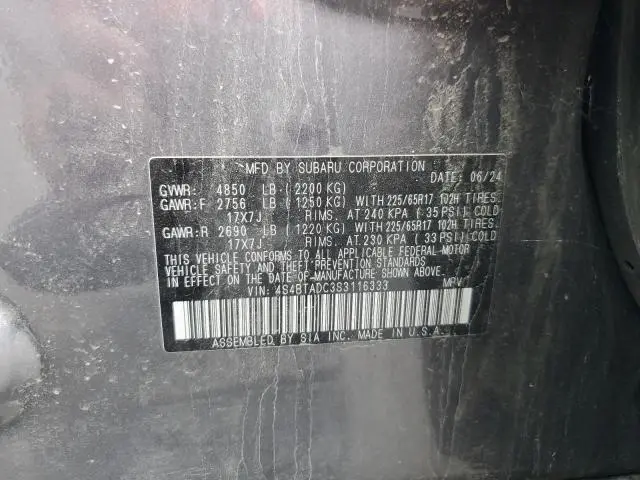 MFD BY SUBARU CORPORATION DATE: 06/24
GVWR: 4850 LB (2200 KG)
GAWR:F 2756 LB (1250 KG) WITH 225/65R17 102H TIRES,
17X7J RIMS, AT 240 KPA (35 PSI) COLD
GAWR:R 2690 LB (1220 KG) WITH 225/65R17 102H TIRES,
17X7J RIMS, AT 230 KPA (33 PSI) COLD
THIS VEHICLE CONFORMS TO ALL APPLICABLE FEDERAL MOTOR
VEHICLE SAFETY AND THEFT PREVENTION STANDARDS IN EFFECT
ON THE DATE OF MANUFACTURE SHOWN ABOVE.
VIN: 4S4BTADC3S3116333 MPV
ASSEMBLED BY SIA INC. MADE IN U.S.A.